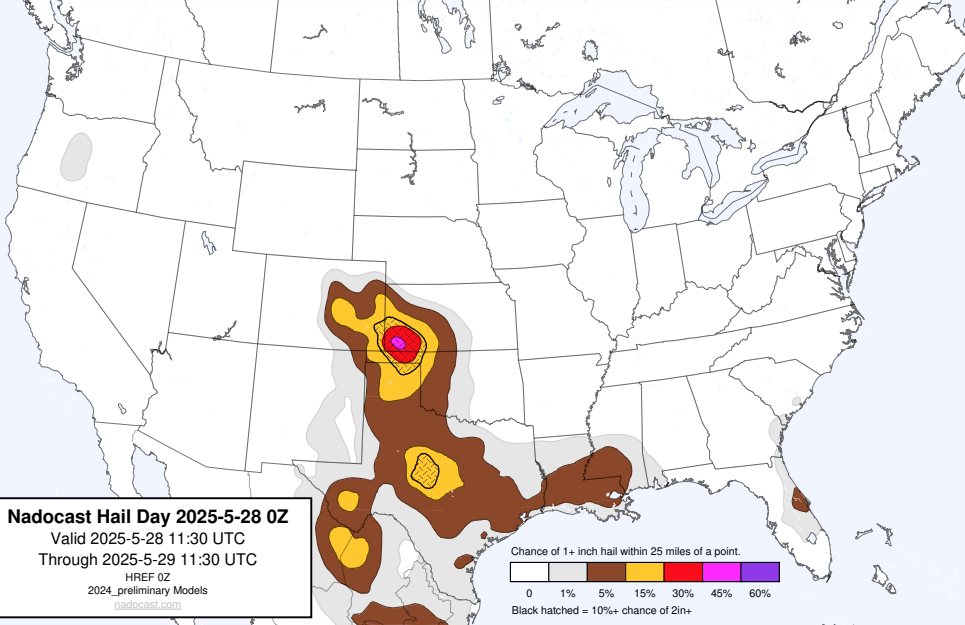 Nadocast Hail Day 2025-5-28 0Z
Valid 2025-5-28 11:30 UTC
Through 2025-5-29 11:30 UTC
HREF 0Z
2024_preliminary Models
nadocast.com
Chance of 1+ inch hail within 25 miles of a point.
0 1% 5% 15% 30% 45% 60%
Black hatched = 10%+ chance of 2in+